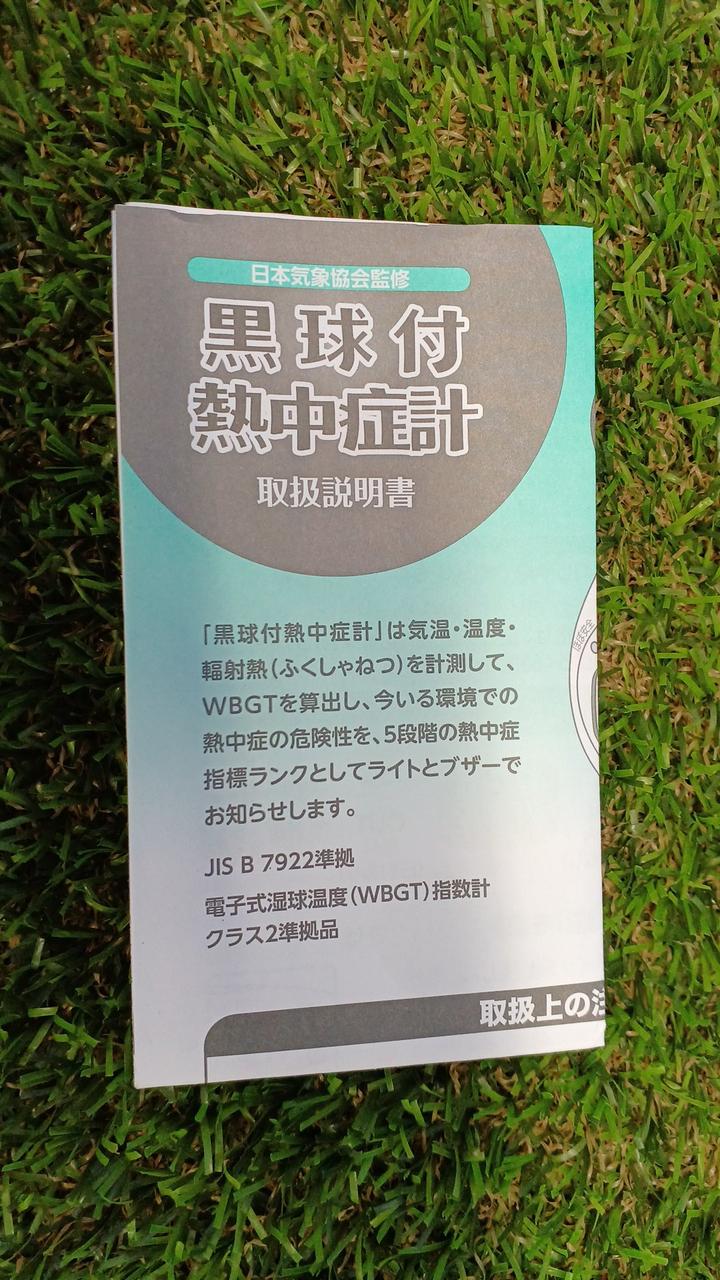 日本気象協会監修
黒球付
熱中症計
取扱説明書
「黒球付熱中症計」は気温・温度・
輻射熱(ふくしゃねつ)を計測して、
WBGTを算出し、今いる環境での
熱中症の危険性を、5段階の熱中症
指標ランクとしてライトとブザーで
お知らせします。
JIS B 7922準拠
電子式湿球温度(WBGT)指数計
クラス2準拠品
ほぼ安全
取扱上の注